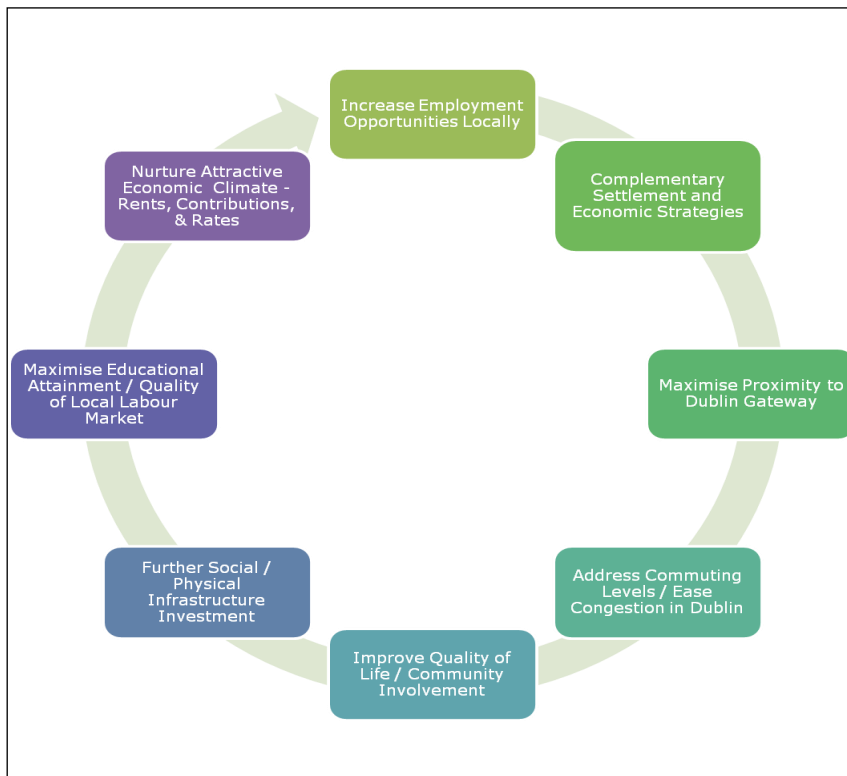 Increase Employment
Opportunities Locally
Complementary
Settlement and
Economic Strategies
Maximise Proximity to
Dublin Gateway
Address Commuting
Levels / Ease
Congestion in Dublin
Improve Quality of
Life / Community
Involvement
Further Social /
Physical
Infrastructure
Investment
Maximise Educational
Attainment / Quality
of Local Labour
Market
Nurture Attractive
Economic Climate -
Rents, Contributions,
& Rates